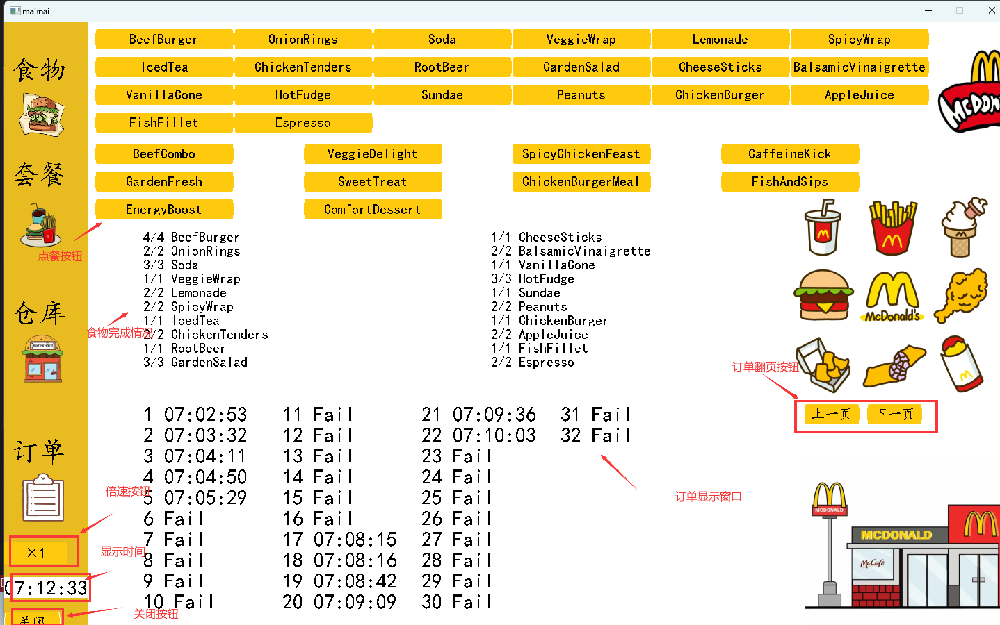 maimai
食物
套餐
仓库
订单
BeefBurger OnionRings Soda VeggieWrap Lemonade SpicyWrap
IcedTea ChickenTenders RootBeer GardenSalad CheeseSticks BalsamicVinaigrette
VanillaCone HotFudge Sundae Peanuts ChickenBurger AppleJuice
FishFillet Espresso
BeefCombo VeggieDelight SpicyChickenFeast CaffeineKick
GardenFresh SweetTreat ChickenBurgerMeal FishAndSips
EnergyBoost ComfortDessert
点餐按钮
4/4 BeefBurger
2/2 OnionRings
3/3 Soda
1/1 VeggieWrap
2/2 Lemonade
2/2 SpicyWrap
1/1 IcedTea
2/2 ChickenTenders
1/1 RootBeer
3/3 GardenSalad
食物完成情况
1/1 CheeseSticks
2/2 BalsamicVinaigrette
1/1 VanillaCone
3/3 HotFudge
1/1 Sundae
2/2 Peanuts
1/1 ChickenBurger
2/2 AppleJuice
1/1 FishFillet
2/2 Espresso
BURGER HOUSE
McDonald's
订单翻页按钮
上一页 下一页
1 07:02:53 11 Fail 21 07:09:36 31 Fail
2 07:03:32 12 Fail 22 07:10:03 32 Fail
3 07:04:11 13 Fail 23 Fail
4 07:04:50 14 Fail 24 Fail
5 07:05:29 15 Fail 25 Fail
6 Fail 16 Fail 26 Fail
7 Fail 17 07:08:15 27 Fail
8 Fail 18 07:08:16 28 Fail
9 Fail 19 07:08:42 29 Fail
10 Fail 20 07:09:09 30 Fail
订单显示窗口
倍速按钮
×1
显示时间
07:12:33
关闭按钮
关闭
MCDONALD
MCDONALD
McCafé